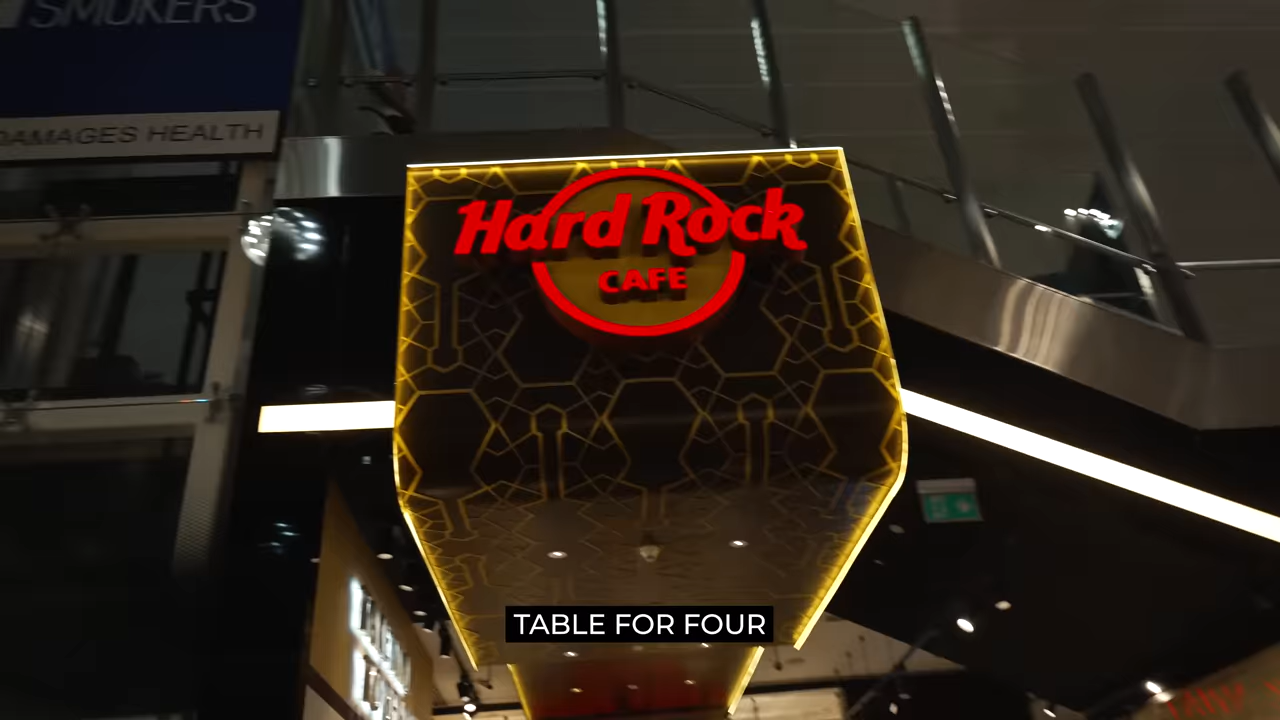 SMOKERS
DAMAGES HEALTH
Hard Rock
CAFE
TABLE FOR FOUR